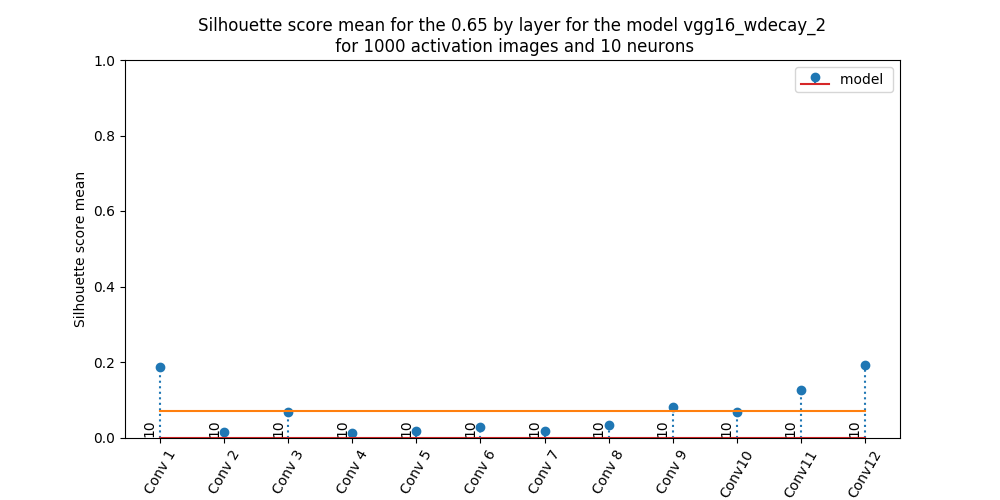 Silhouette score mean for the 0.65 by layer for the model vgg16_wdecay_2
for 1000 activation images and 10 neurons
1.0
model
0.8
0.6
Silhouette score mean
0.4
0.2
10 10 10 10 10 10 10 10 10 10 10 10
0.0
Conv 1 Conv 2 Conv 3 Conv 4 Conv 5 Conv 6 Conv 7 Conv 8 Conv 9 Conv10 Conv11 Conv12